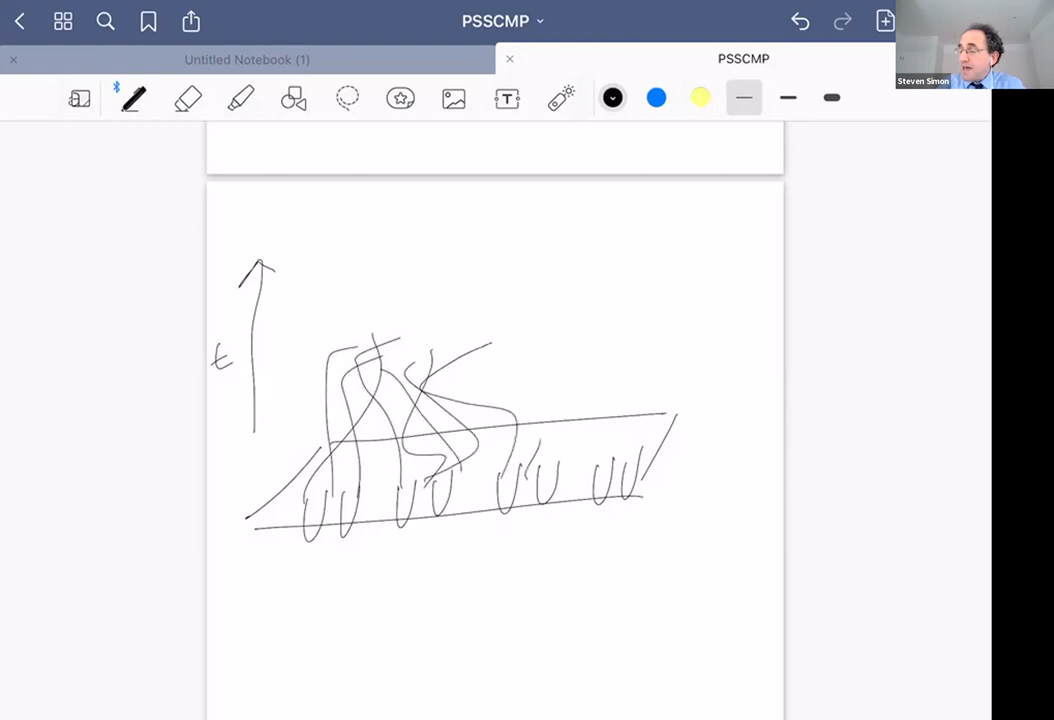 PSSCMP
Untitled Notebook (1)
PSSCMP
Steven Simon
T
t